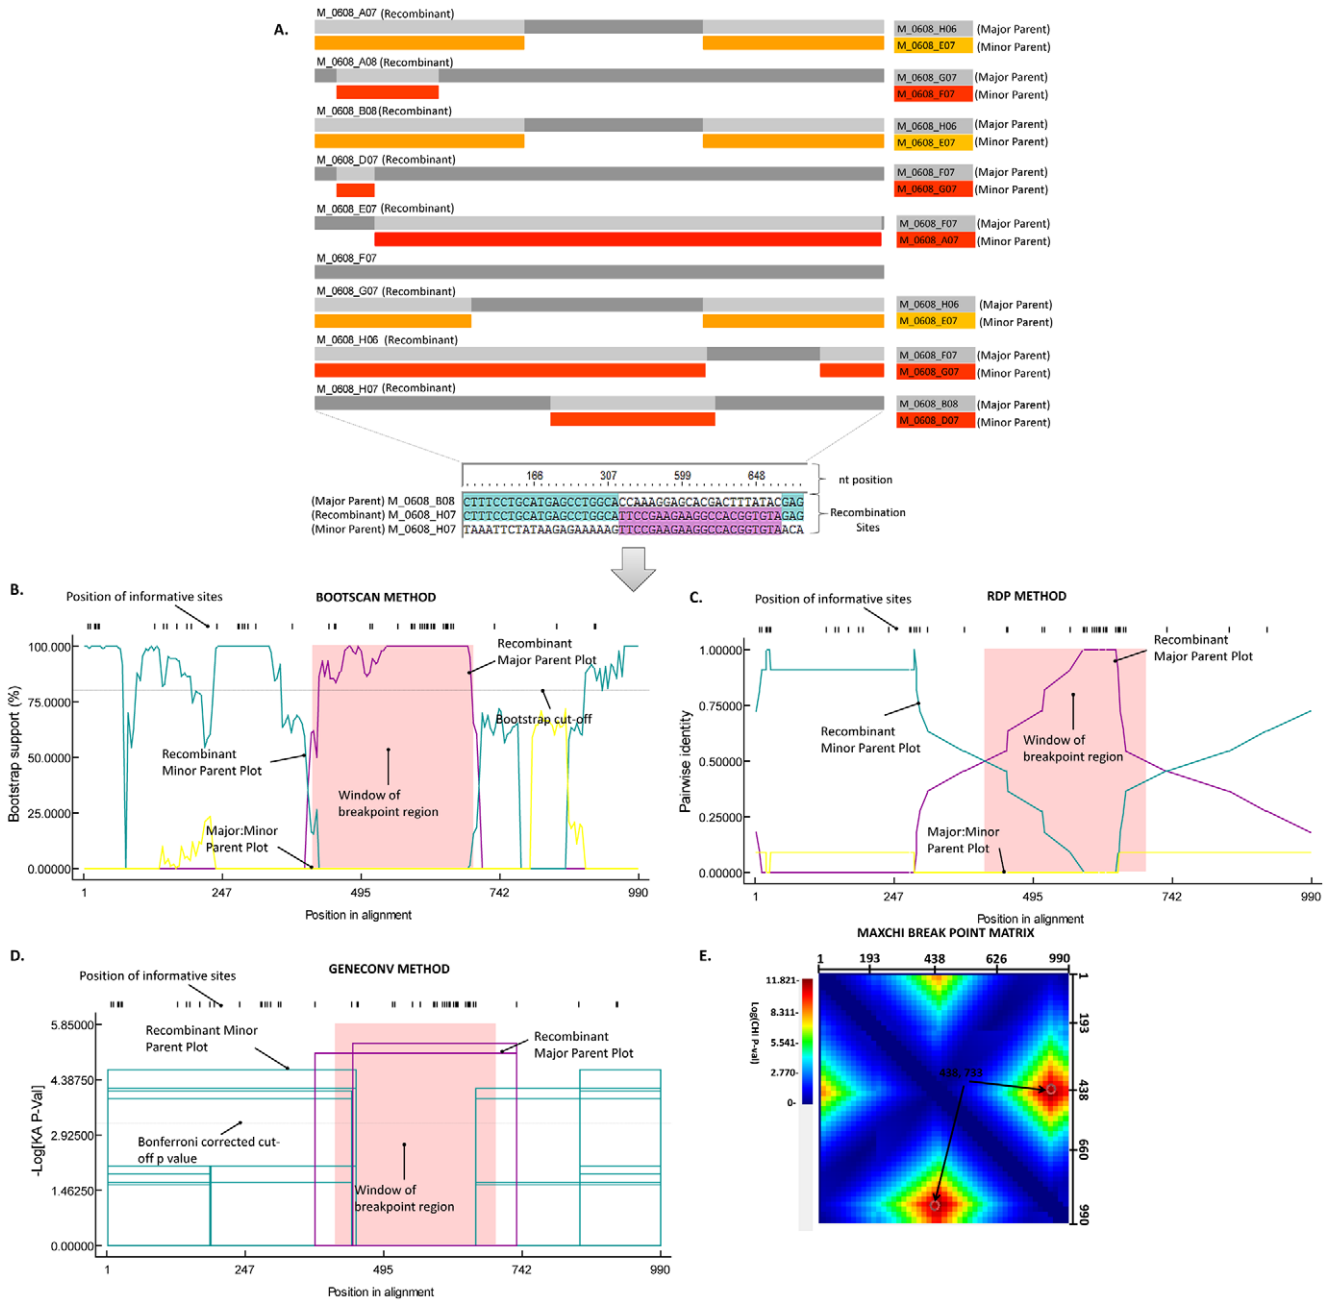 A.
M_0608_A07 (Recombinant)
M_0608_H06 (Major Parent)
M_0608_E07 (Minor Parent)
M_0608_A08 (Recombinant)
M_0608_G07 (Major Parent)
M_0608_F07 (Minor Parent)
M_0608_B08 (Recombinant)
M_0608_H06 (Major Parent)
M_0608_E07 (Minor Parent)
M_0608_D07 (Recombinant)
M_0608_F07 (Major Parent)
M_0608_G07 (Minor Parent)
M_0608_E07 (Recombinant)
M_0608_F07 (Major Parent)
M_0608_A07 (Minor Parent)
M_0608_F07
M_0608_G07 (Recombinant)
M_0608_H06 (Major Parent)
M_0608_E07 (Minor Parent)
M_0608_H06 (Recombinant)
M_0608_F07 (Major Parent)
M_0608_G07 (Minor Parent)
M_0608_H07 (Recombinant)
M_0608_B08 (Major Parent)
M_0608_D07 (Minor Parent)
166 307 599 648
nt position
(Major Parent) M_0608_B08 CTTTCCTGCATGAGCCTGGCACCAAAGGAGCACGACTTTATACGAG
(Recombinant) M_0608_H07 CTTTCCTGCATGAGCCTGGCATTCCGAAGAAGGCCACGGTGTAGAG
(Minor Parent) M_0608_H07 TAAATTCTATAAGAGAAAAAGTTCCGAAGAAGGCCACGGTGTAACA
Recombination
Sites
B.
Position of informative sites
BOOTSCAN METHOD
Recombinant
Major Parent Plot
Bootstrap cut-off
Recombinant
Minor Parent Plot
Window of
breakpoint region
Major:Minor
Parent Plot
Bootstrap support (%)
100.00000
75.00000
50.00000
25.00000
0.00000
1 247 495 742 990
Position in alignment
C.
Position of informative sites
RDP METHOD
Recombinant
Major Parent Plot
Recombinant
Minor Parent Plot
Window of
breakpoint region
Major:Minor
Parent Plot
Pairwise identity
1.00000
0.75000
0.50000
0.25000
0.00000
1 247 495 742 990
Position in alignment
D.
Position of informative sites
GENECONV METHOD
Recombinant Minor
Parent Plot
Recombinant
Major Parent Plot
Bonferroni corrected cut-
off p value
Window of
breakpoint region
-Log[KA P-Val]
5.85000
4.38750
2.92500
1.46250
0.00000
1 247 495 742 990
Position in alignment
E.
MAXCHI BREAK POINT MATRIX
1 193 438 626 990
11.821-
8.311-
5.541-
2.770-
0-
Log(CHI P-val)
438, 733
1
193
438
660
990